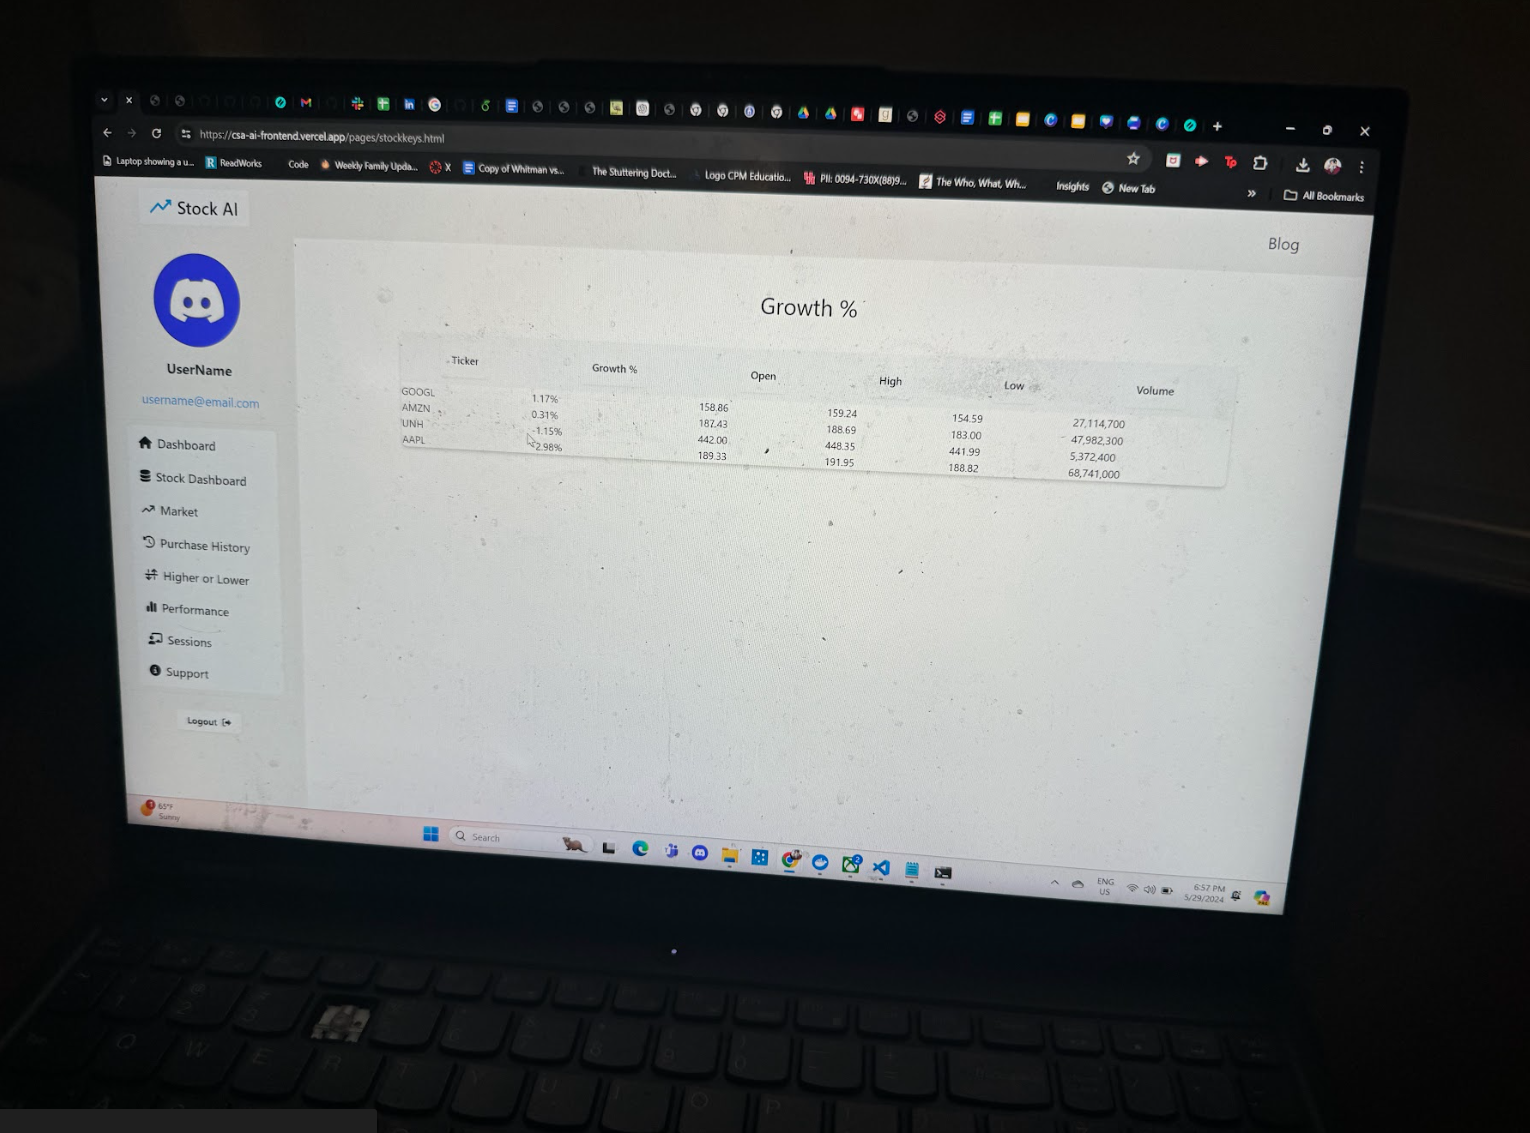 https://csa-ai-frontend.vercel.app/pages/stockkeys.html
Laptop showing a u...
ReadWorks
Code
Weekly Family Upda...
X
Copy of Whitman vs...
The Stuttering Doct...
Logo CPM Educatio...
PII: 0094-730X(88)9...
The Who, What, Wh...
Insights
New Tab
»
All Bookmarks
Stock AI
Blog
UserName
username@email.com
Dashboard
Stock Dashboard
Market
Purchase History
Higher or Lower
Performance
Sessions
Support
Logout
Growth %
Ticker Growth % Open High Low Volume
GOOGL 1.17% 158.86 159.24 154.59 27,114,700
AMZN 0.31% 187.43 188.69 183.00 47,982,300
UNH -1.15% 442.00 448.35 441.99 5,372,400
AAPL 2.98% 189.33 191.95 188.82 68,741,000
65°F
Sunny
Search
ENG
US
6:57 PM
5/29/2024
Q W E R T Y U I O P